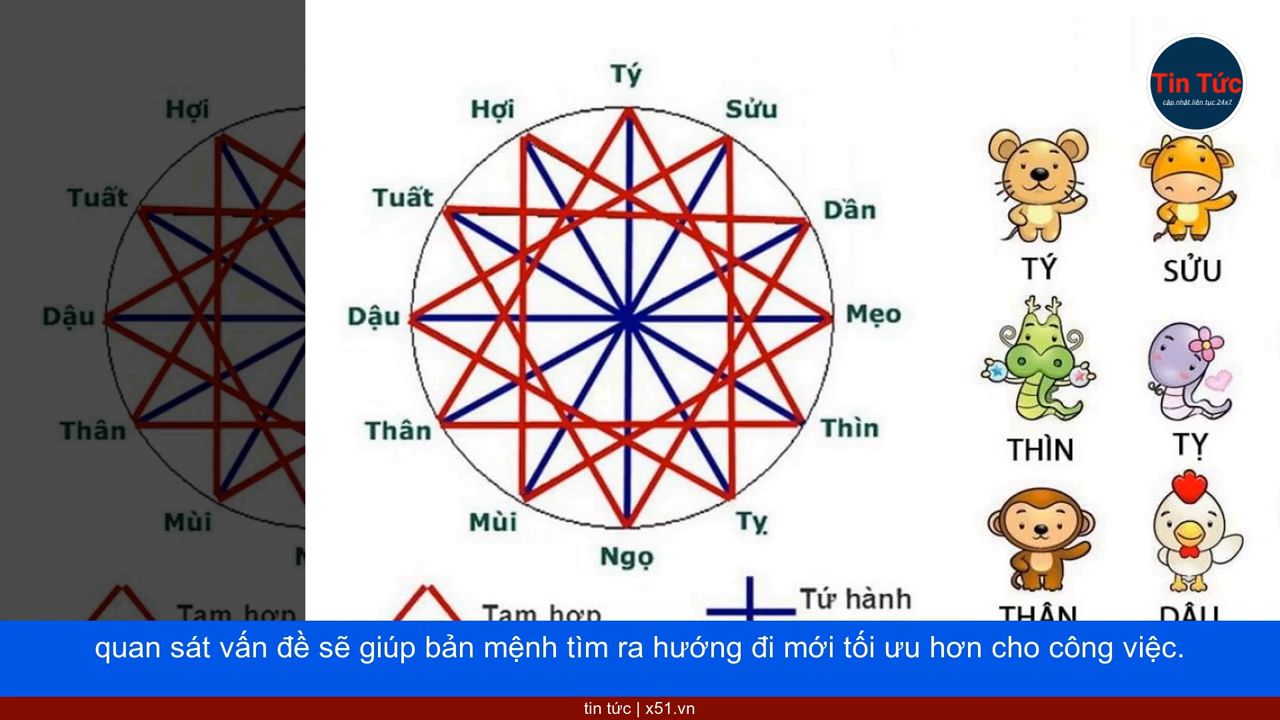 Tý
Hợi
Sửu
Tuất
Dần
Dậu
Mẹo
Thân
Thìn
Mùi
Tỵ
Ngọ
Tam hợp
Tứ hành
Hợi
Tuất
Dậu
Thân
Mùi
N
Tam hợp
Tin Tức
cập nhật liên tục 24x7
TÝ
SỬU
THÌN
TỴ
THÂN
DẬU
quan sát vấn đề sẽ giúp bản mệnh tìm ra hướng đi mới tối ưu hơn cho công việc.
tin tức | x51.vn